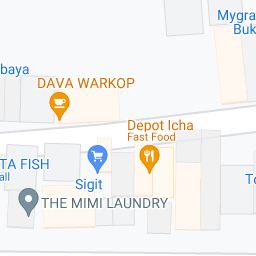 Mygra
Buk
baya
DAVA WARKOP
Depot Icha
Fast Food
TA FISH
all
Sigit
THE MIMI LAUNDRY
To